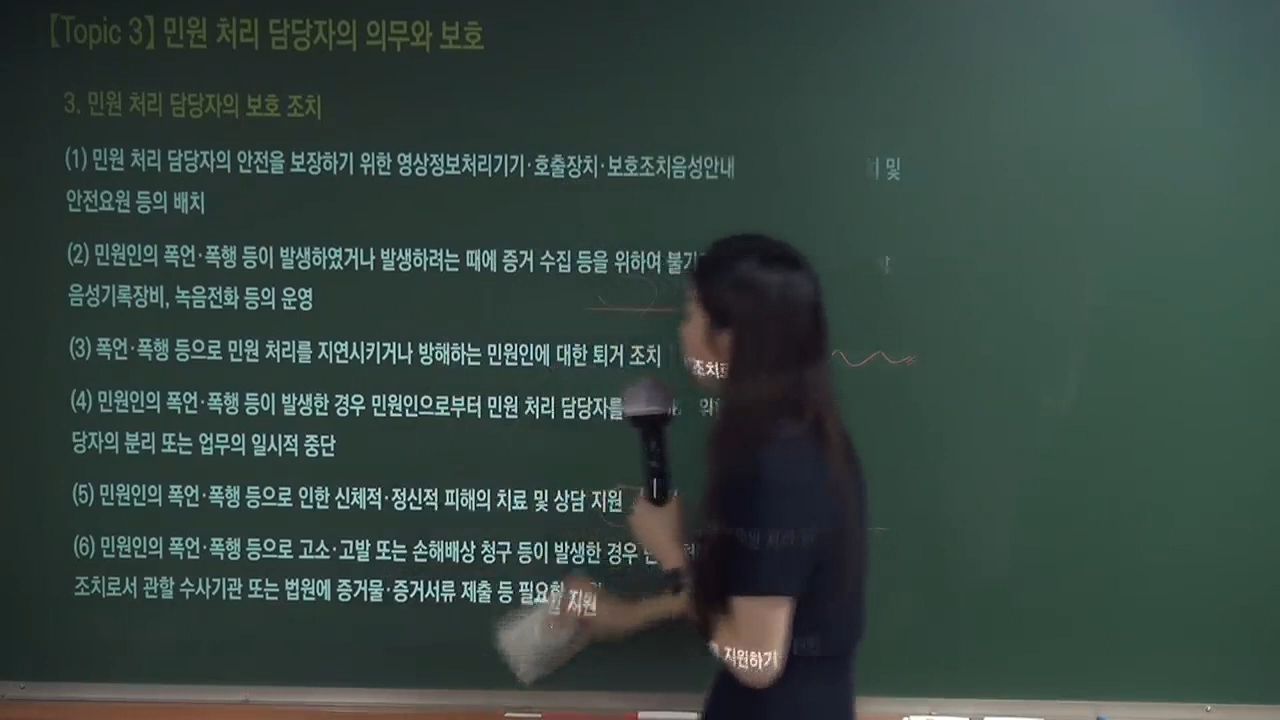 [Topic 3] 민원 처리 담당자의 의무와 보호
3. 민원 처리 담당자의 보호 조치
(1) 민원 처리 담당자의 안전을 보장하기 위한 영상정보처리기기·호출장치·보호조치음성안내 및
안전요원 등의 배치
(2) 민원인의 폭언·폭행 등이 발생하였거나 발생하려는 때에 증거 수집 등을 위하여
음성기록장비, 녹음전화 등의 운영
(3) 폭언·폭행 등으로 민원 처리를 지연시키거나 방해하는 민원인에 대한 퇴거 조치
(4) 민원인의 폭언·폭행 등이 발생한 경우 민원인으로부터 민원 처리 담당자를
당자의 분리 또는 업무의 일시적 중단
(5) 민원인의 폭언·폭행 등으로 인한 신체적·정신적 피해의 치료 및 상담 지원
(6) 민원인의 폭언·폭행 등으로 고소·고발 또는 손해배상 청구 등이 발생한 경우
조치로서 관할 수사기관 또는 법원에 증거물·증거서류 제출 등 필요한 지원
지원하기